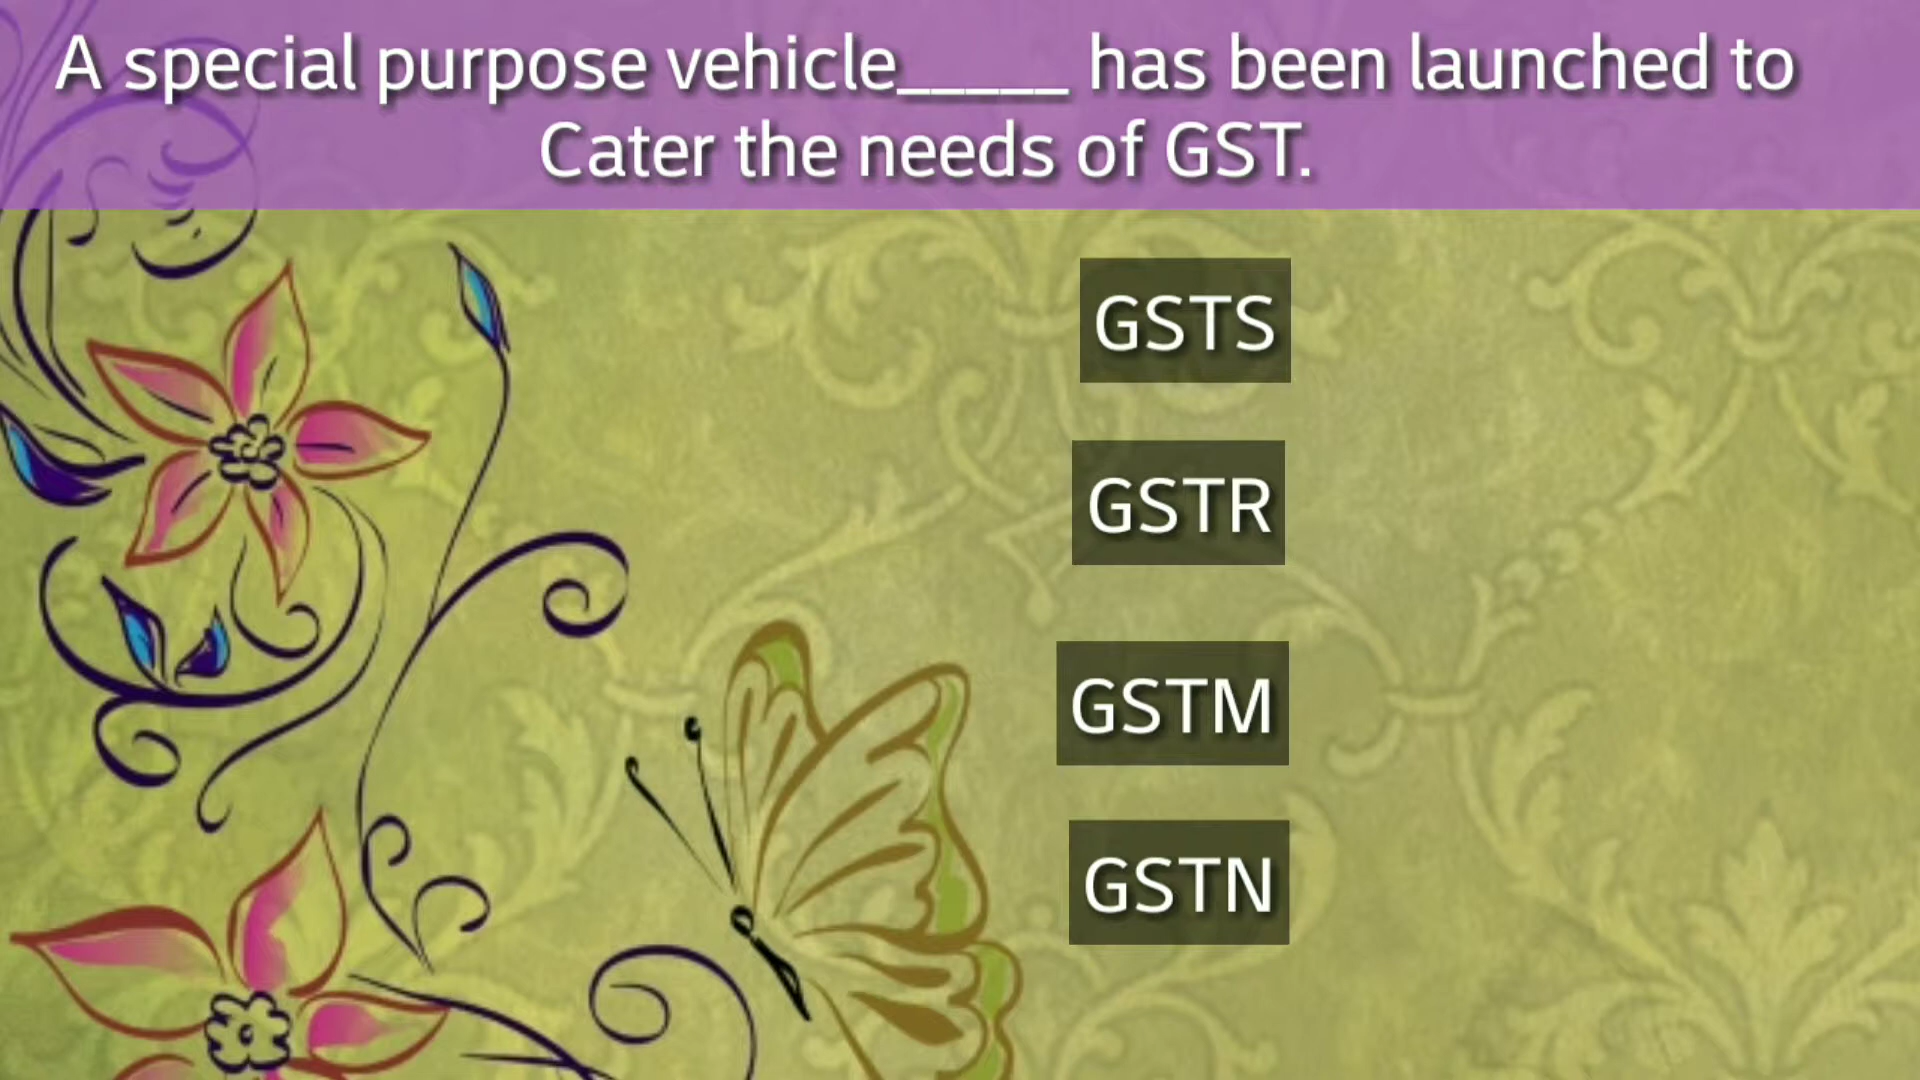 A special purpose vehicle_____ has been launched to
Cater the needs of GST.
GSTS
GSTR
GSTM
GSTN